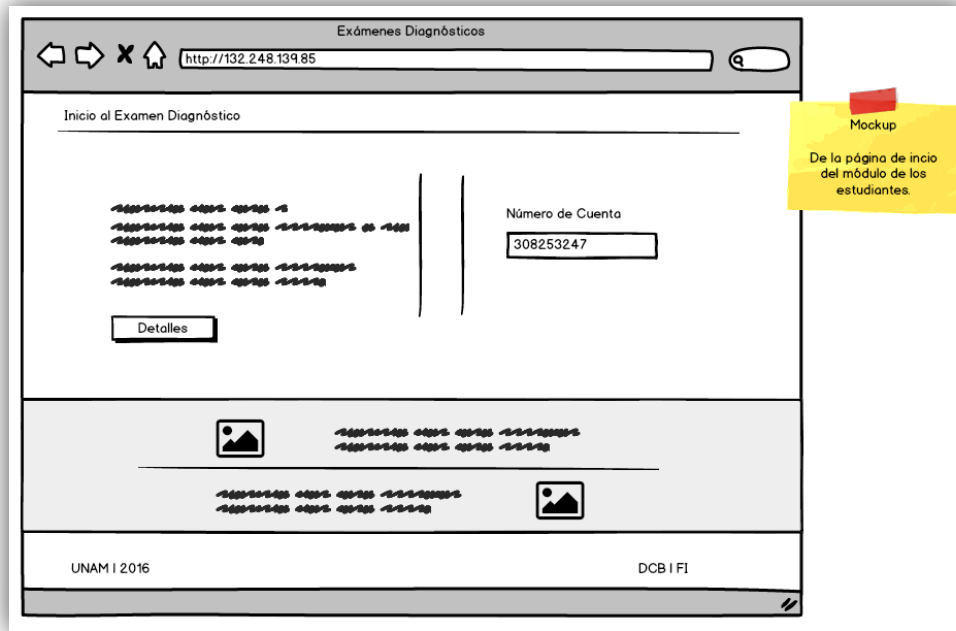 Exámenes Diagnósticos
http://132.248.139.85
Inicio al Examen Diagnóstico
Mockup
De la página de incio
del módulo de los
estudiantes.
Número de Cuenta
308253247
Detalles
UNAM | 2016
DCB | FI